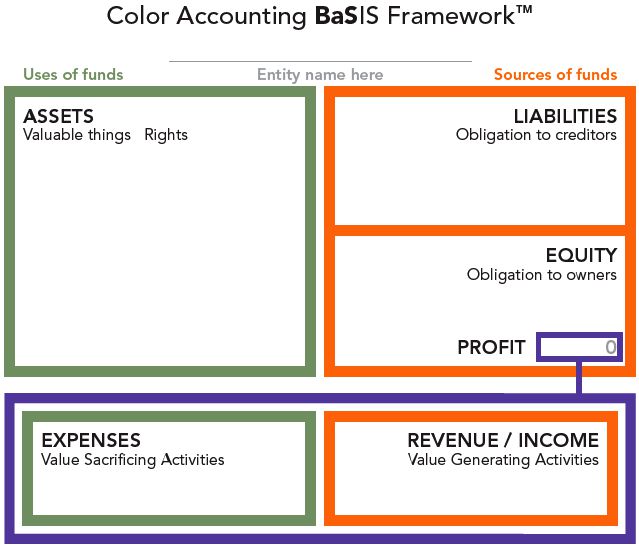 Color Accounting BaSIS Framework™
Uses of funds Entity name here Sources of funds
ASSETS
Valuable things Rights
LIABILITIES
Obligation to creditors
EQUITY
Obligation to owners
PROFIT 0
EXPENSES
Value Sacrificing Activities
REVENUE / INCOME
Value Generating Activities